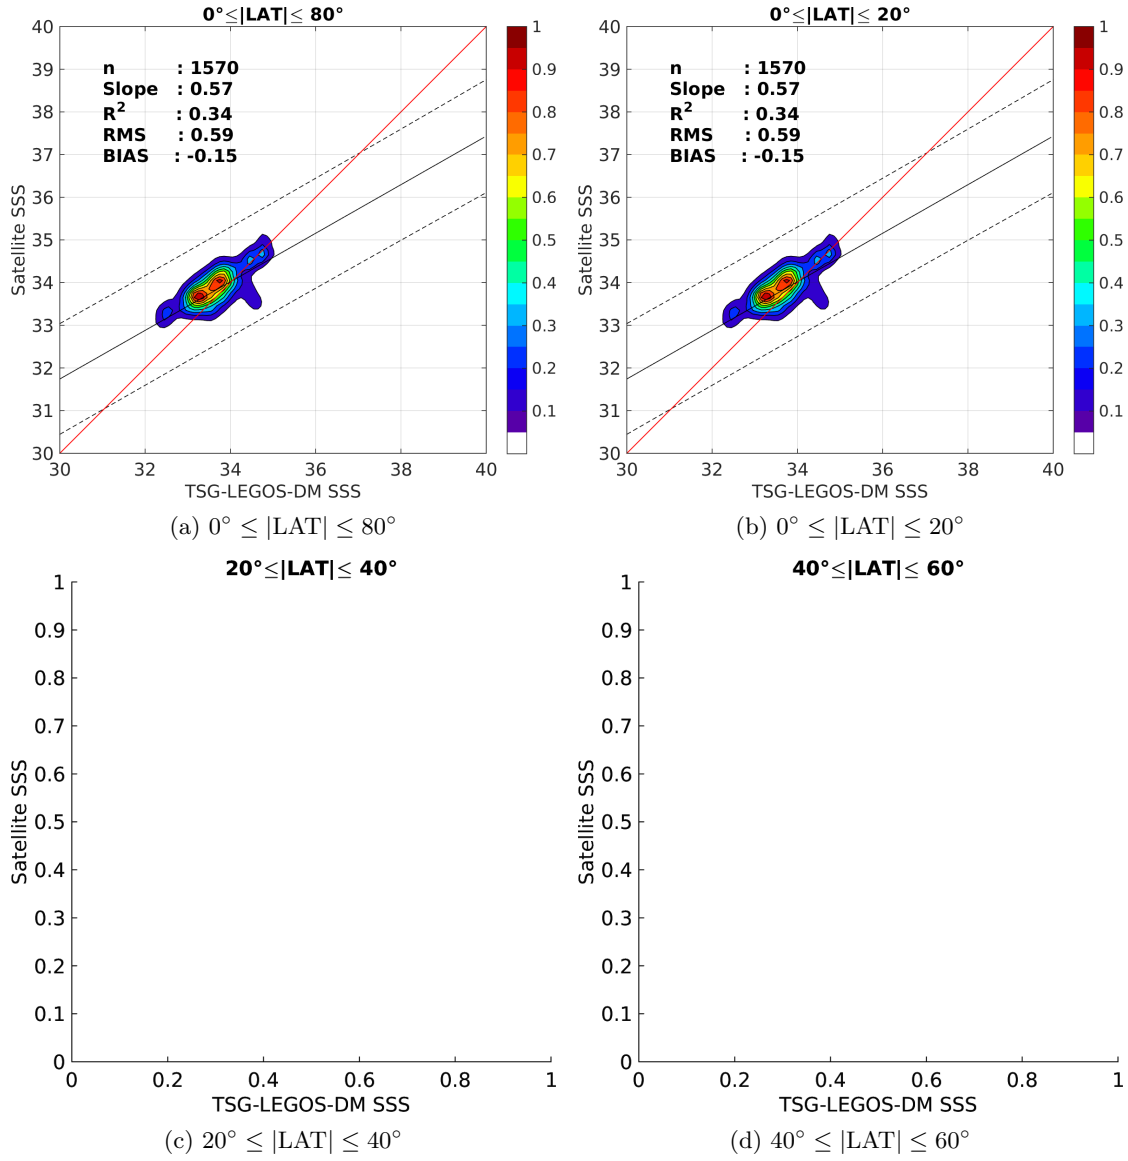 0°≤|LAT|≤ 80°
40
39
38
37
36
35
34
33
32
31
30
Satellite SSS
n : 1570
Slope : 0.57
R² : 0.34
RMS : 0.59
BIAS : -0.15
30 32 34 36 38 40
TSG-LEGOS-DM SSS
1
0.9
0.8
0.7
0.6
0.5
0.4
0.3
0.2
0.1
(a) 0° ≤ |LAT| ≤ 80°
0°≤|LAT|≤ 20°
40
39
38
37
36
35
34
33
32
31
30
Satellite SSS
n : 1570
Slope : 0.57
R² : 0.34
RMS : 0.59
BIAS : -0.15
30 32 34 36 38 40
TSG-LEGOS-DM SSS
1
0.9
0.8
0.7
0.6
0.5
0.4
0.3
0.2
0.1
(b) 0° ≤ |LAT| ≤ 20°
20°≤|LAT|≤ 40°
1
0.9
0.8
0.7
0.6
0.5
0.4
0.3
0.2
0.1
0
Satellite SSS
0 0.2 0.4 0.6 0.8 1
TSG-LEGOS-DM SSS
(c) 20° ≤ |LAT| ≤ 40°
40°≤|LAT|≤ 60°
1
0.9
0.8
0.7
0.6
0.5
0.4
0.3
0.2
0.1
0
Satellite SSS
0 0.2 0.4 0.6 0.8 1
TSG-LEGOS-DM SSS
(d) 40° ≤ |LAT| ≤ 60°